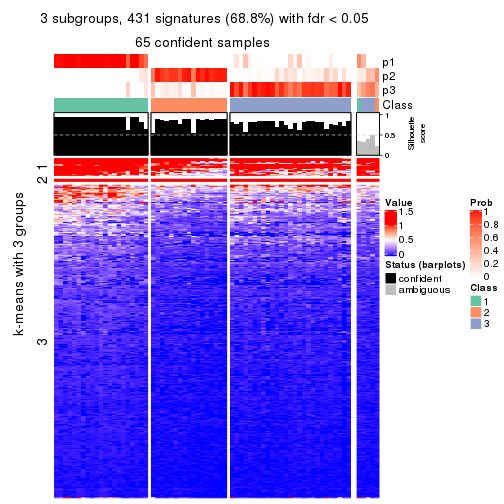 3 subgroups, 431 signatures (68.8%) with fdr < 0.05
65 confident samples
p1
p2
p3
Class
1
0.5
0
Silhouette
score
k-means with 3 groups
1
2
3
Value
1.5
1
0.5
0
Status (barplots)
confident
ambiguous
Prob
1
0.8
0.6
0.4
0.2
0
Class
1
2
3